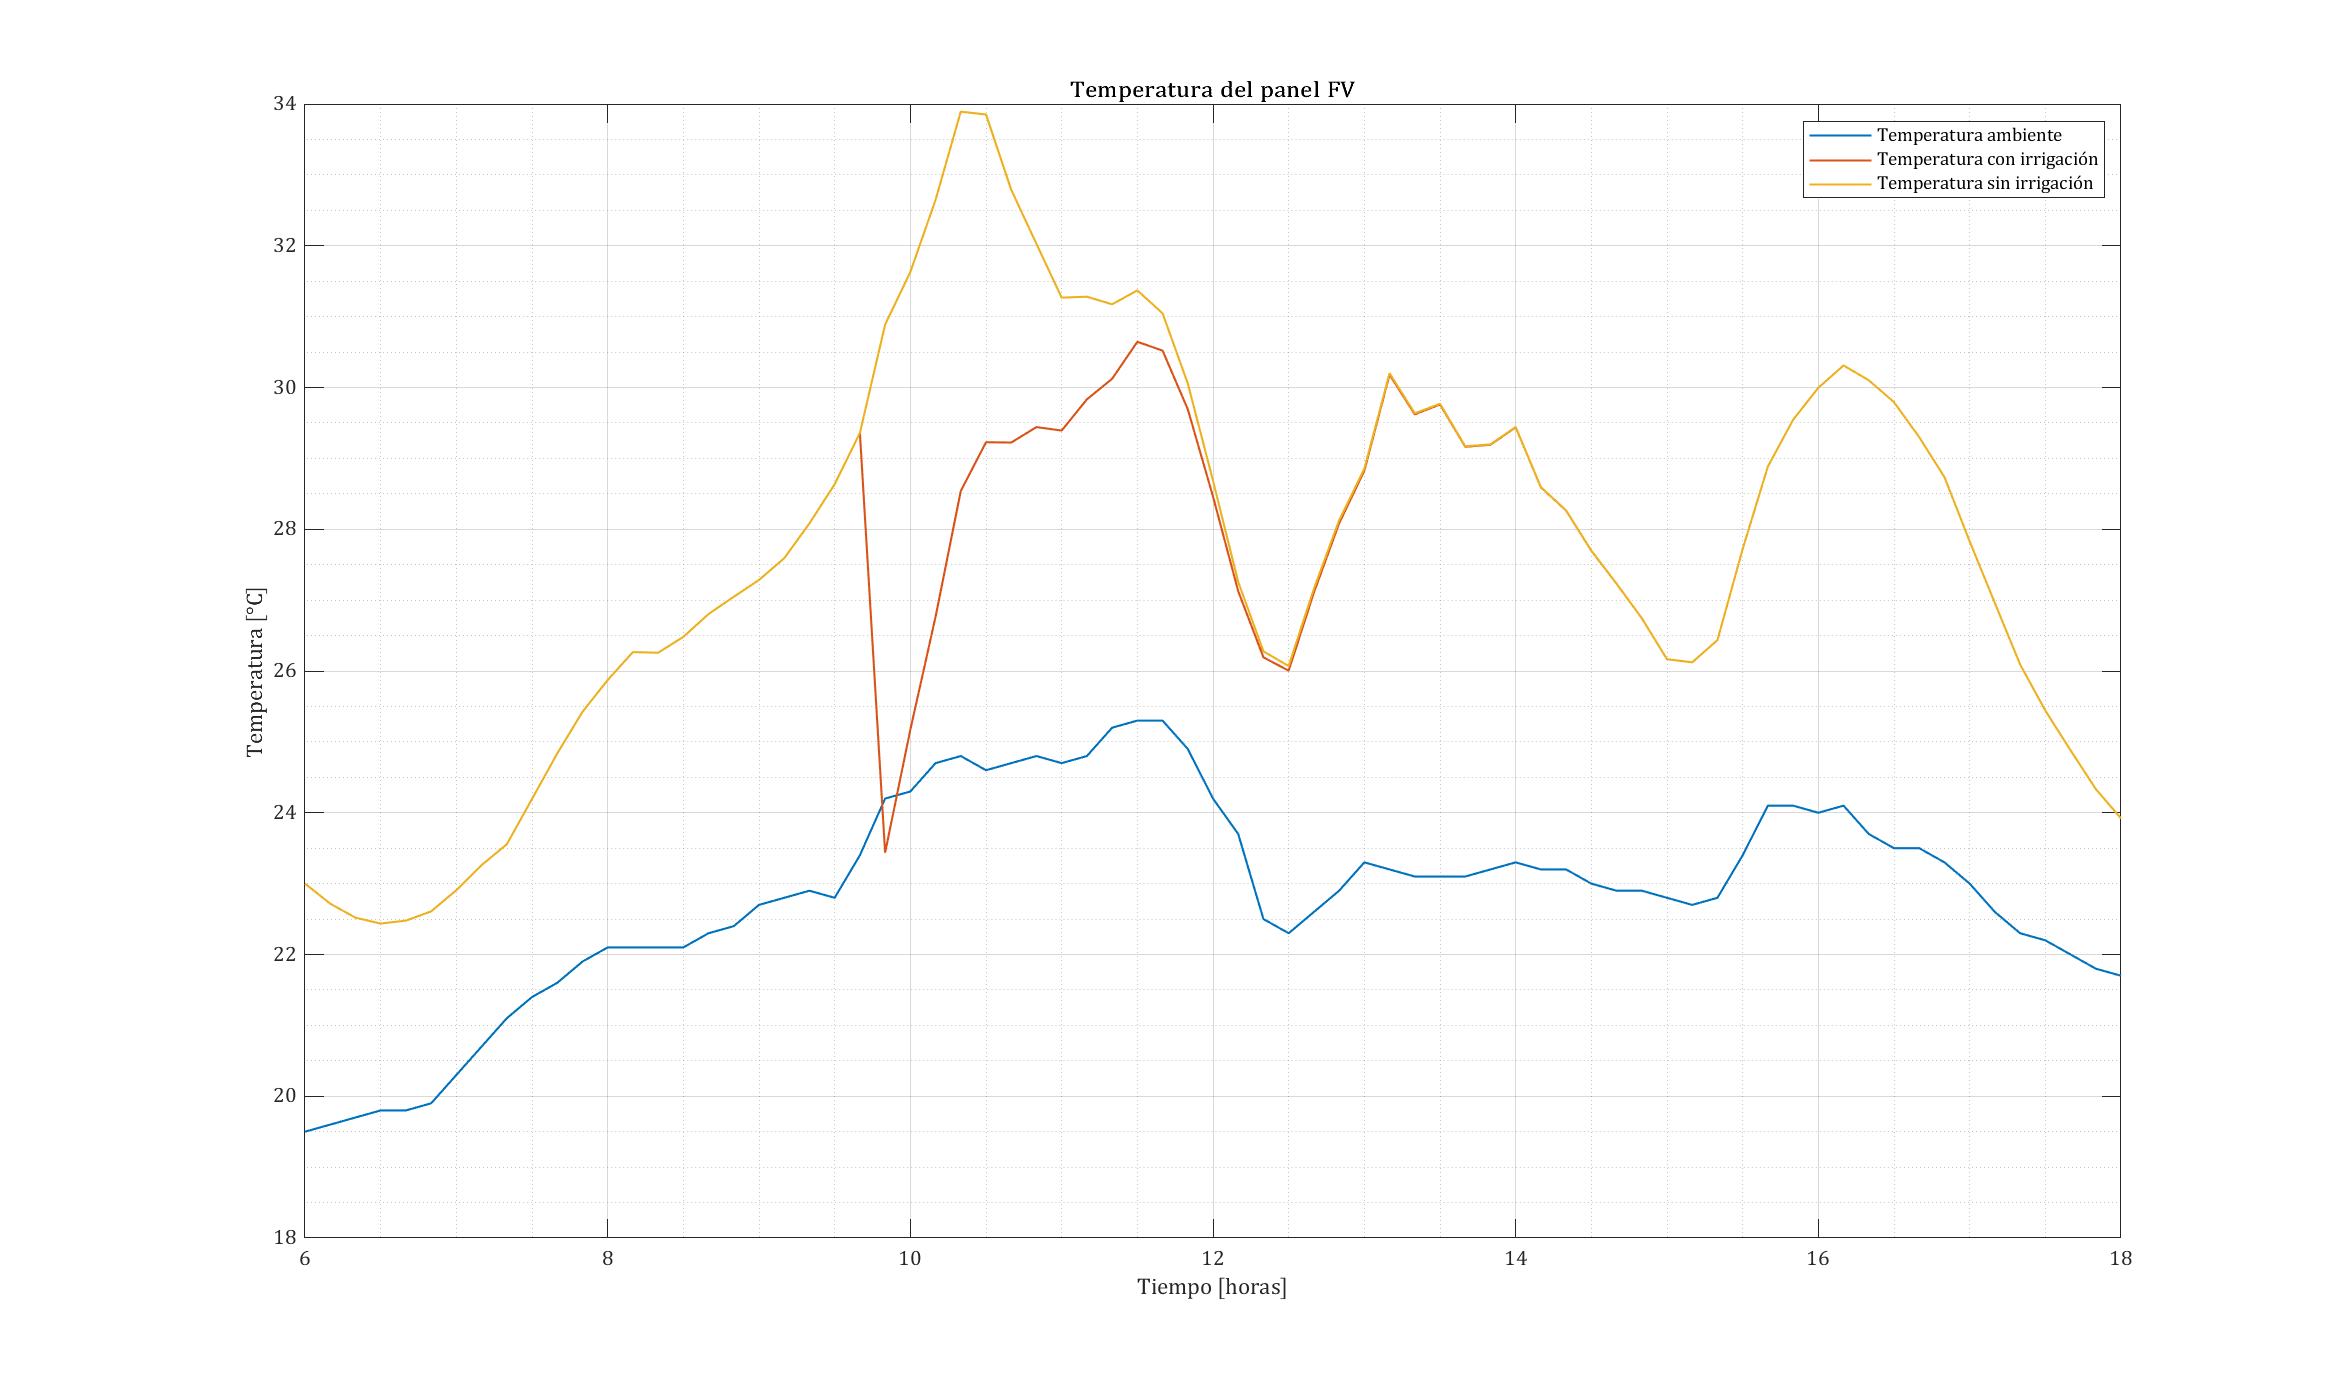 Temperatura del panel FV
34
32
30
28
26
24
22
20
18
Temperatura [°C]
Temperatura ambiente
Temperatura con irrigación
Temperatura sin irrigación
6 8 10 12 14 16 18
Tiempo [horas]